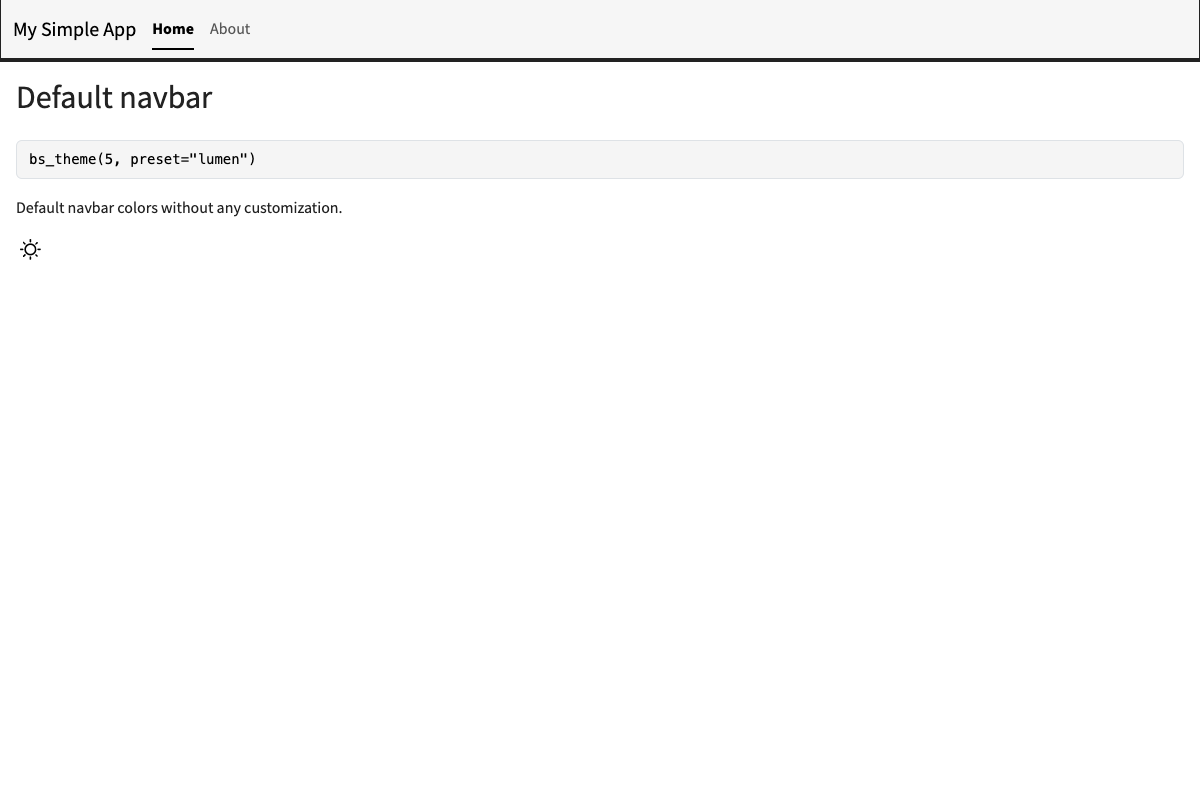 My Simple App Home About
Default navbar
bs_theme(5, preset="lumen")
Default navbar colors without any customization.